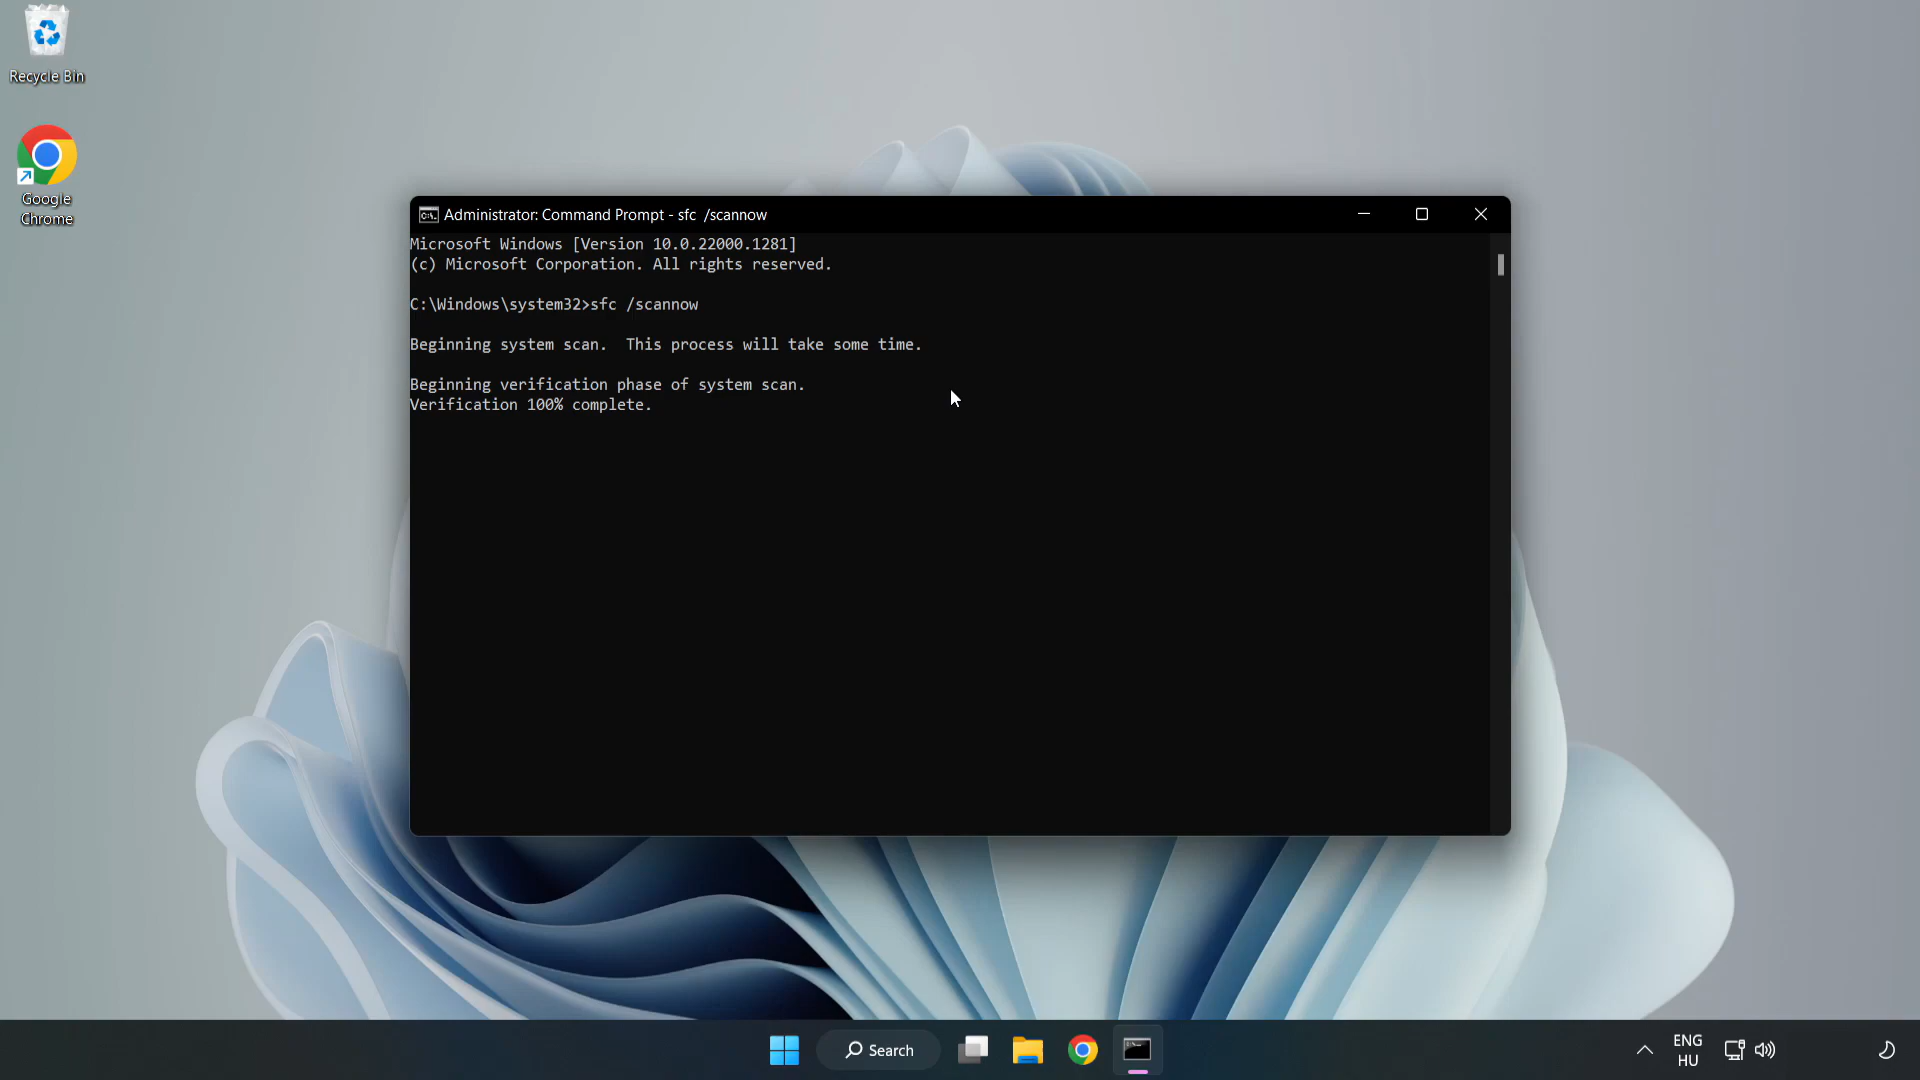 Recycle Bin
Google
Chrome
Administrator: Command Prompt - sfc  /scannow
Microsoft Windows [Version 10.0.22000.1281]
(c) Microsoft Corporation. All rights reserved.
C:\Windows\system32>sfc /scannow
Beginning system scan.  This process will take some time.
Beginning verification phase of system scan.
Verification 100% complete.
Search
ENG
HU